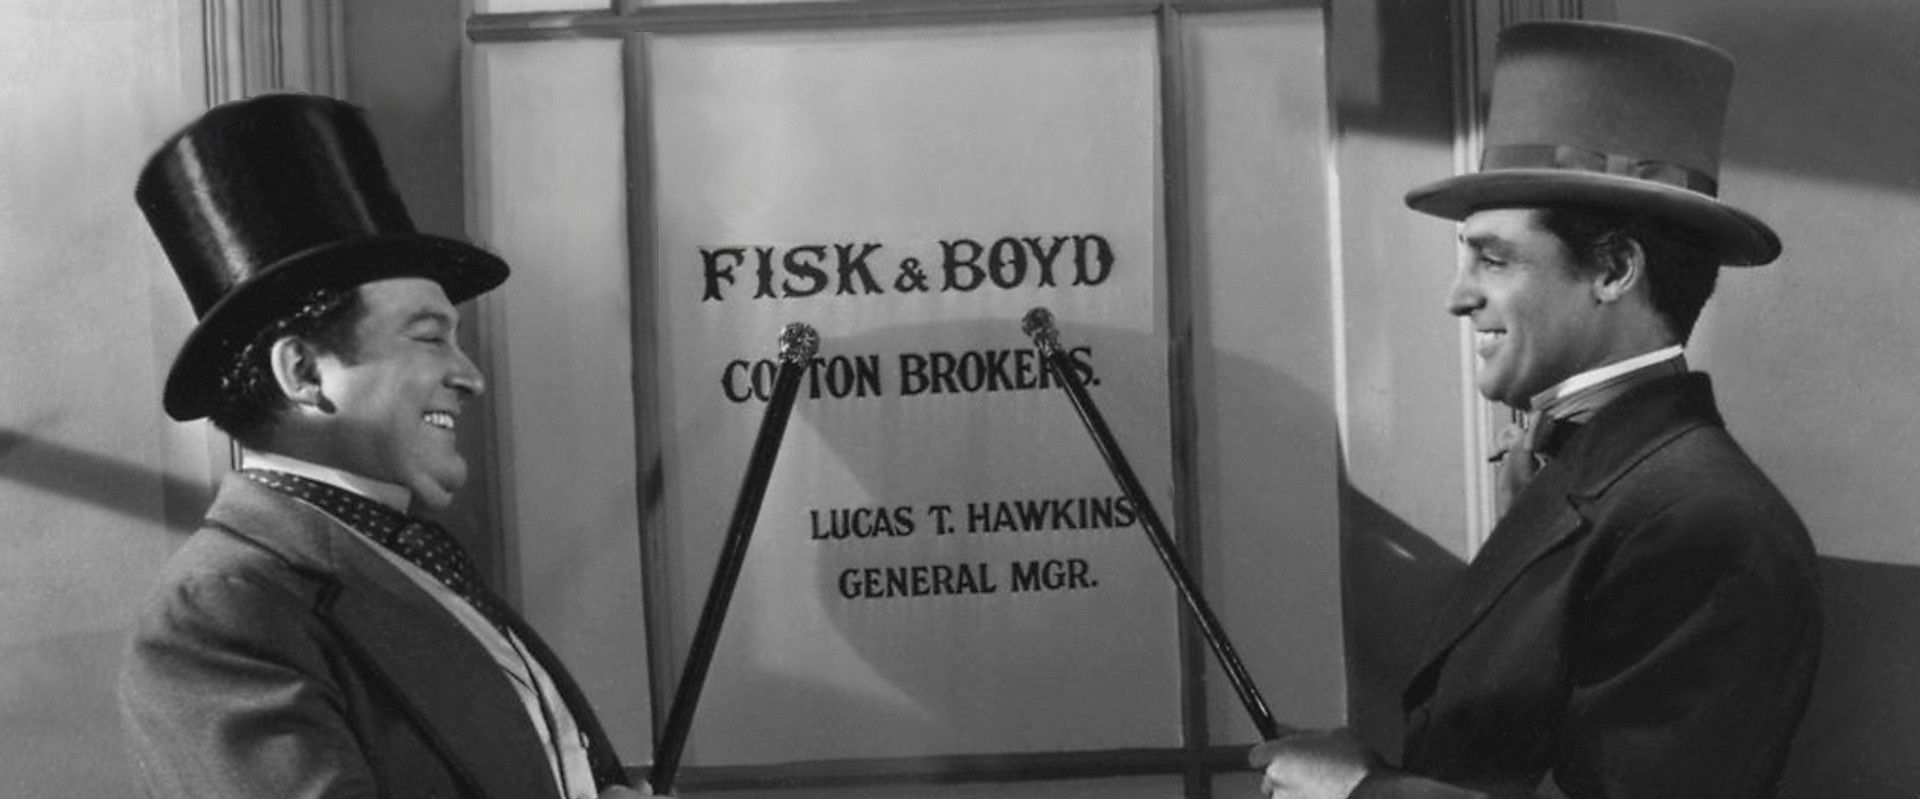 FISK & BOYD
COTTON BROKERS.
LUCAS T. HAWKINS
GENERAL MGR.